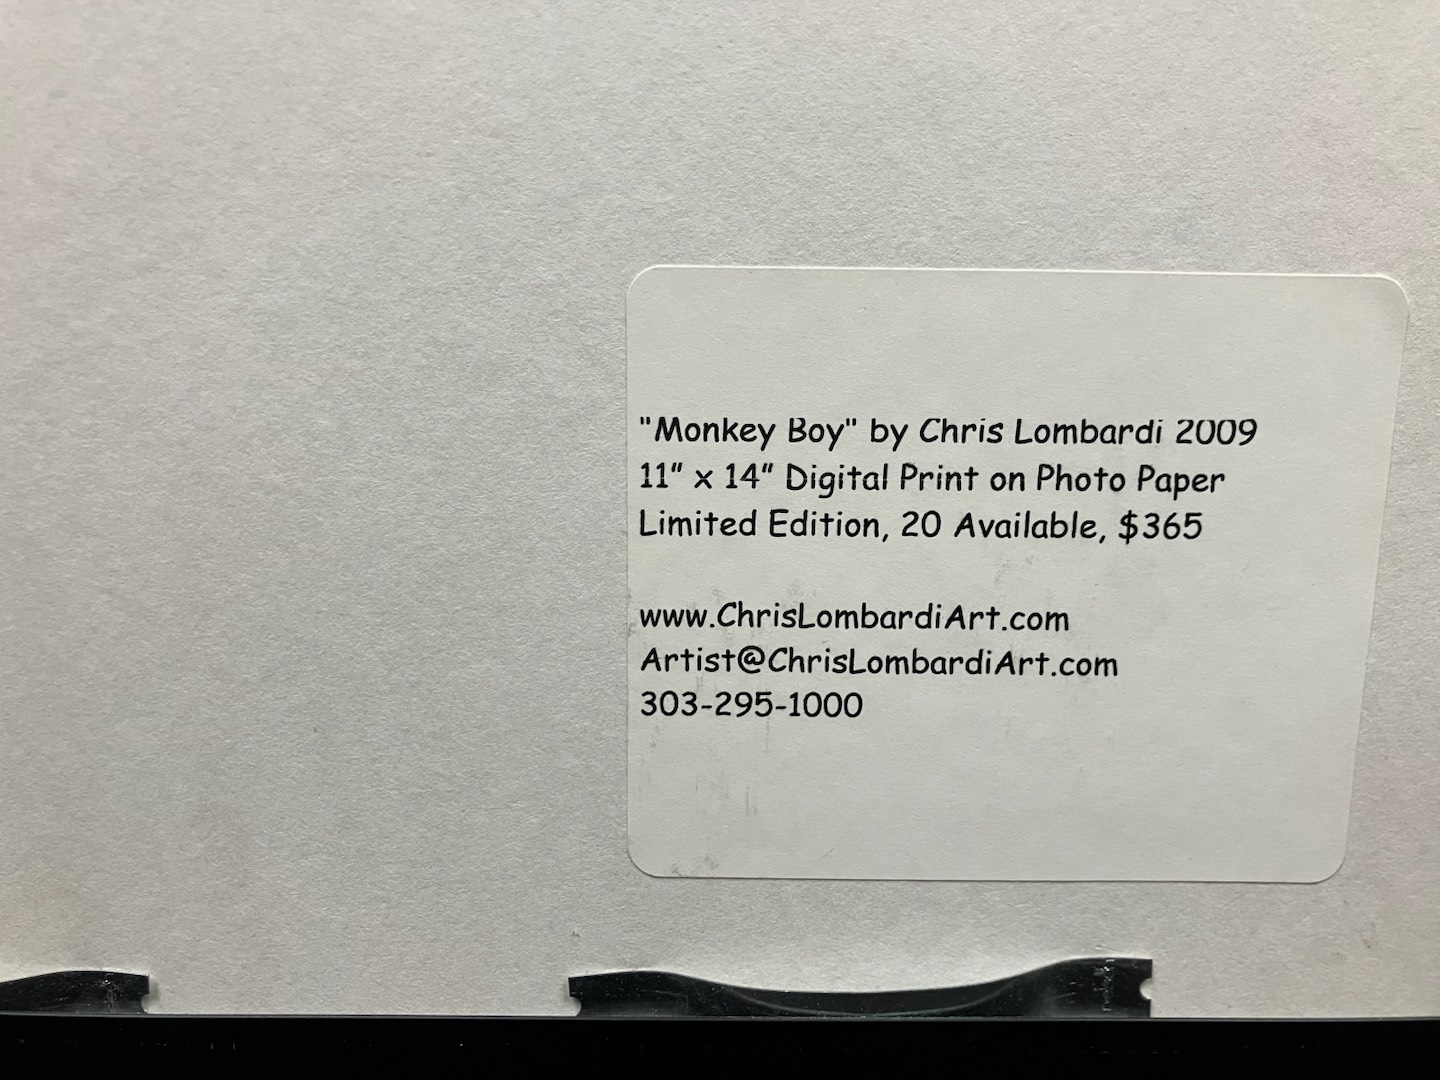 "Monkey Boy" by Chris Lombardi 2009
11" x 14" Digital Print on Photo Paper
Limited Edition, 20 Available, $365
www.ChrisLombardiArt.com
Artist@ChrisLombardiArt.com
303-295-1000